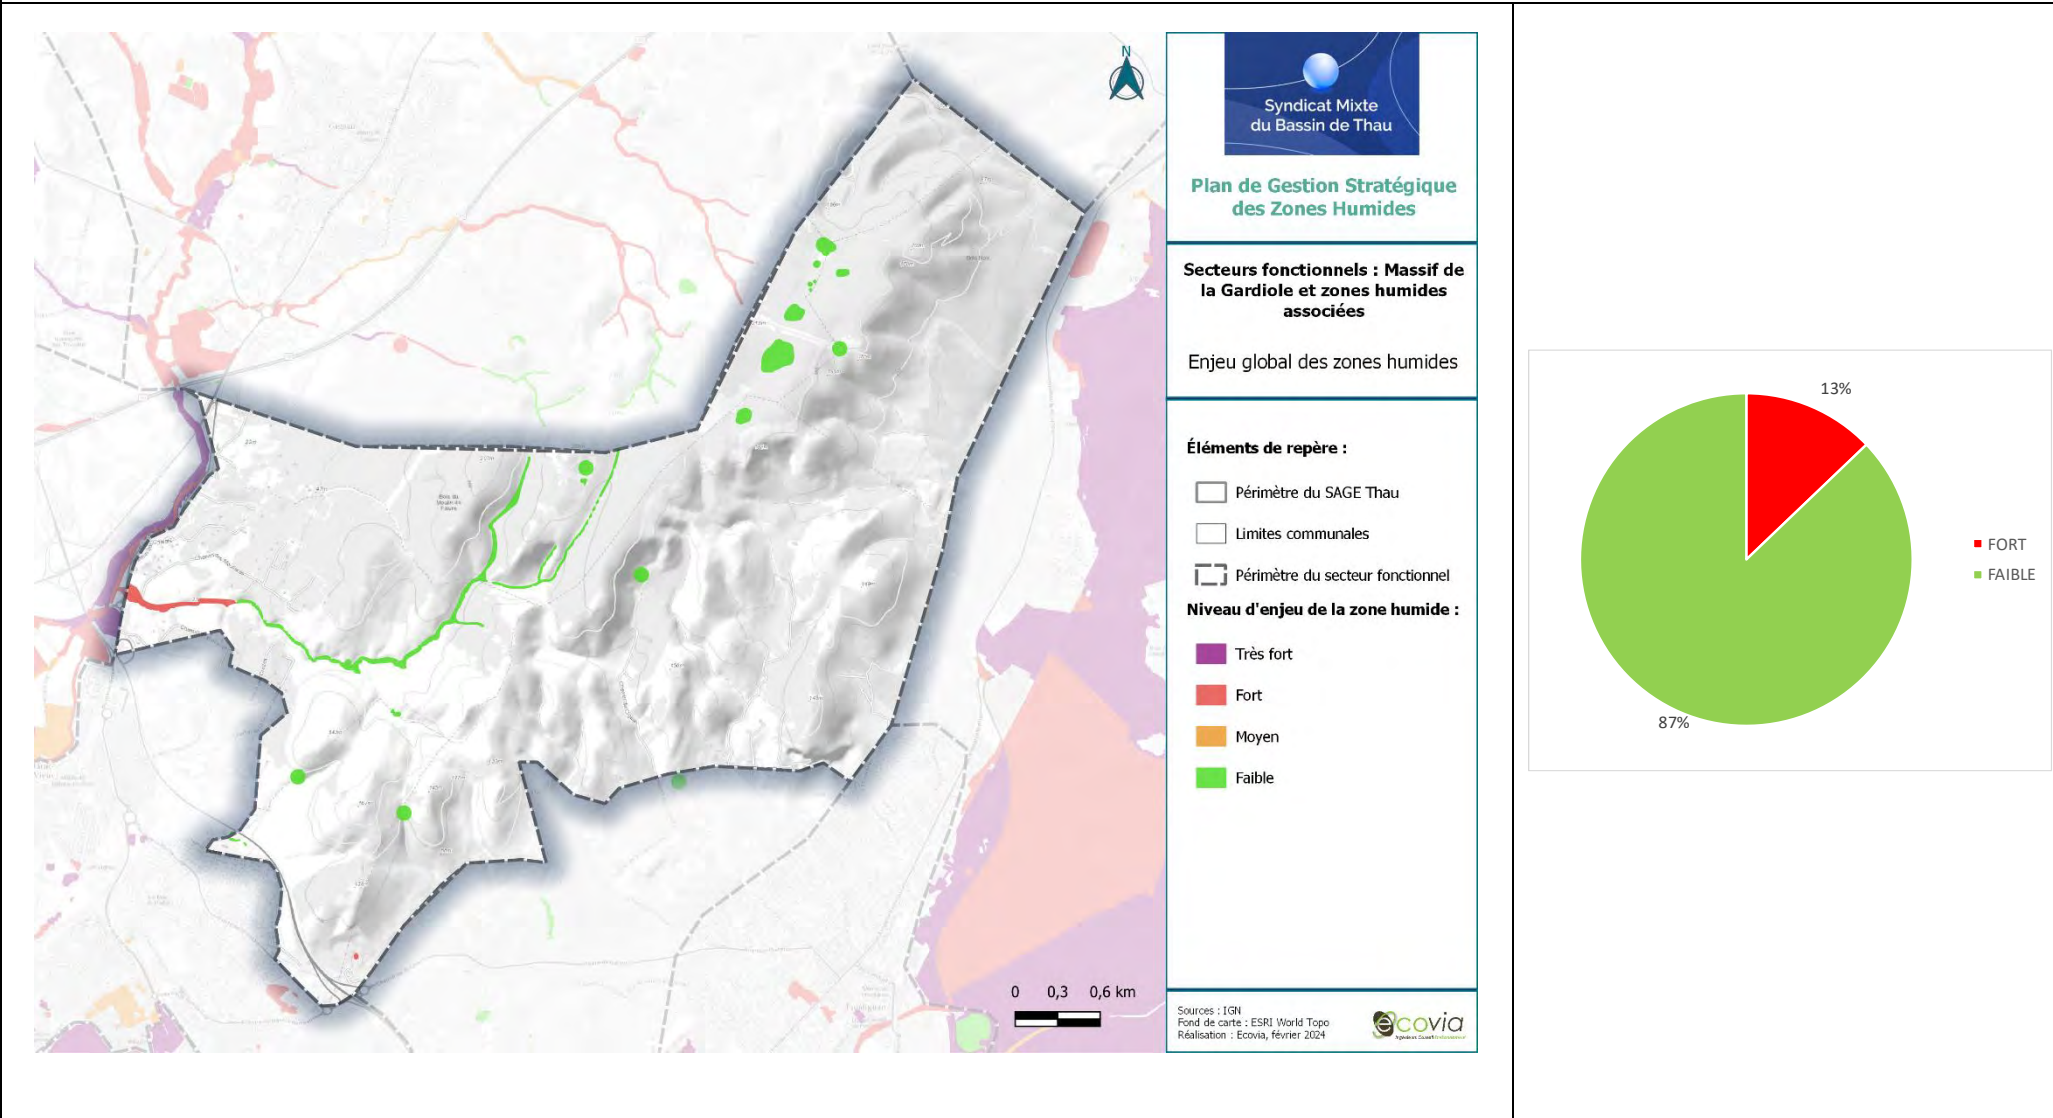 N
Syndicat Mixte
du Bassin de Thau
Plan de Gestion Stratégique
des Zones Humides
Secteurs fonctionnels : Massif de
la Gardiole et zones humides
associées
Enjeu global des zones humides
Éléments de repère :
Périmètre du SAGE Thau
Limites communales
Périmètre du secteur fonctionnel
Niveau d'enjeu de la zone humide :
Très fort
Fort
Moyen
Faible
0 0,3 0,6 km
Sources : IGN
Fond de carte : ESRI World Topo
Réalisation : Ecovia, février 2024
ecovia
13%
87%
FORT
FAIBLE